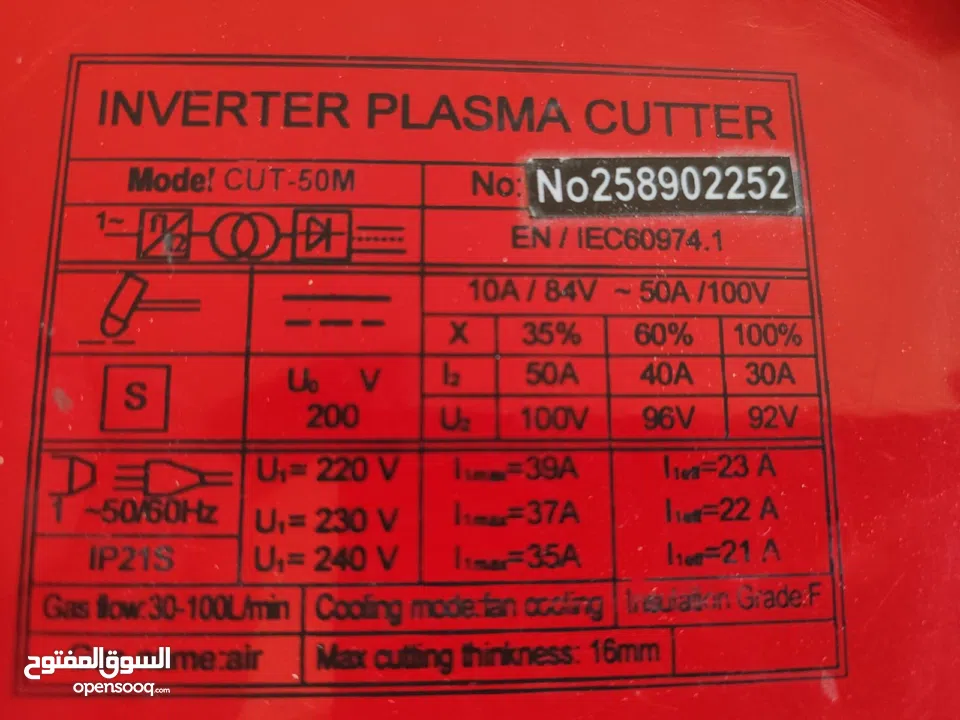 INVERTER PLASMA CUTTER
Model CUT-50M No: No258902252
1~ EN / IEC60974.1
10A / 84V ~ 50A /100V
X 35% 60% 100%
S U₀ V I₂ 50A 40A 30A
200 U₂ 100V 96V 92V
U₁= 220 V I₁max=39A I₁eff=23 A
1 ~50/60Hz U₁= 230 V I₁max=37A I₁eff=22 A
IP21S U₁= 240 V I₁max=35A I₁eff=21 A
Gas flow:30-100L/min Cooling mode:fan cooling Insulation Grade:F
:air Max cutting thinkness: 16mm
السوق المفتوح
opensooq.com